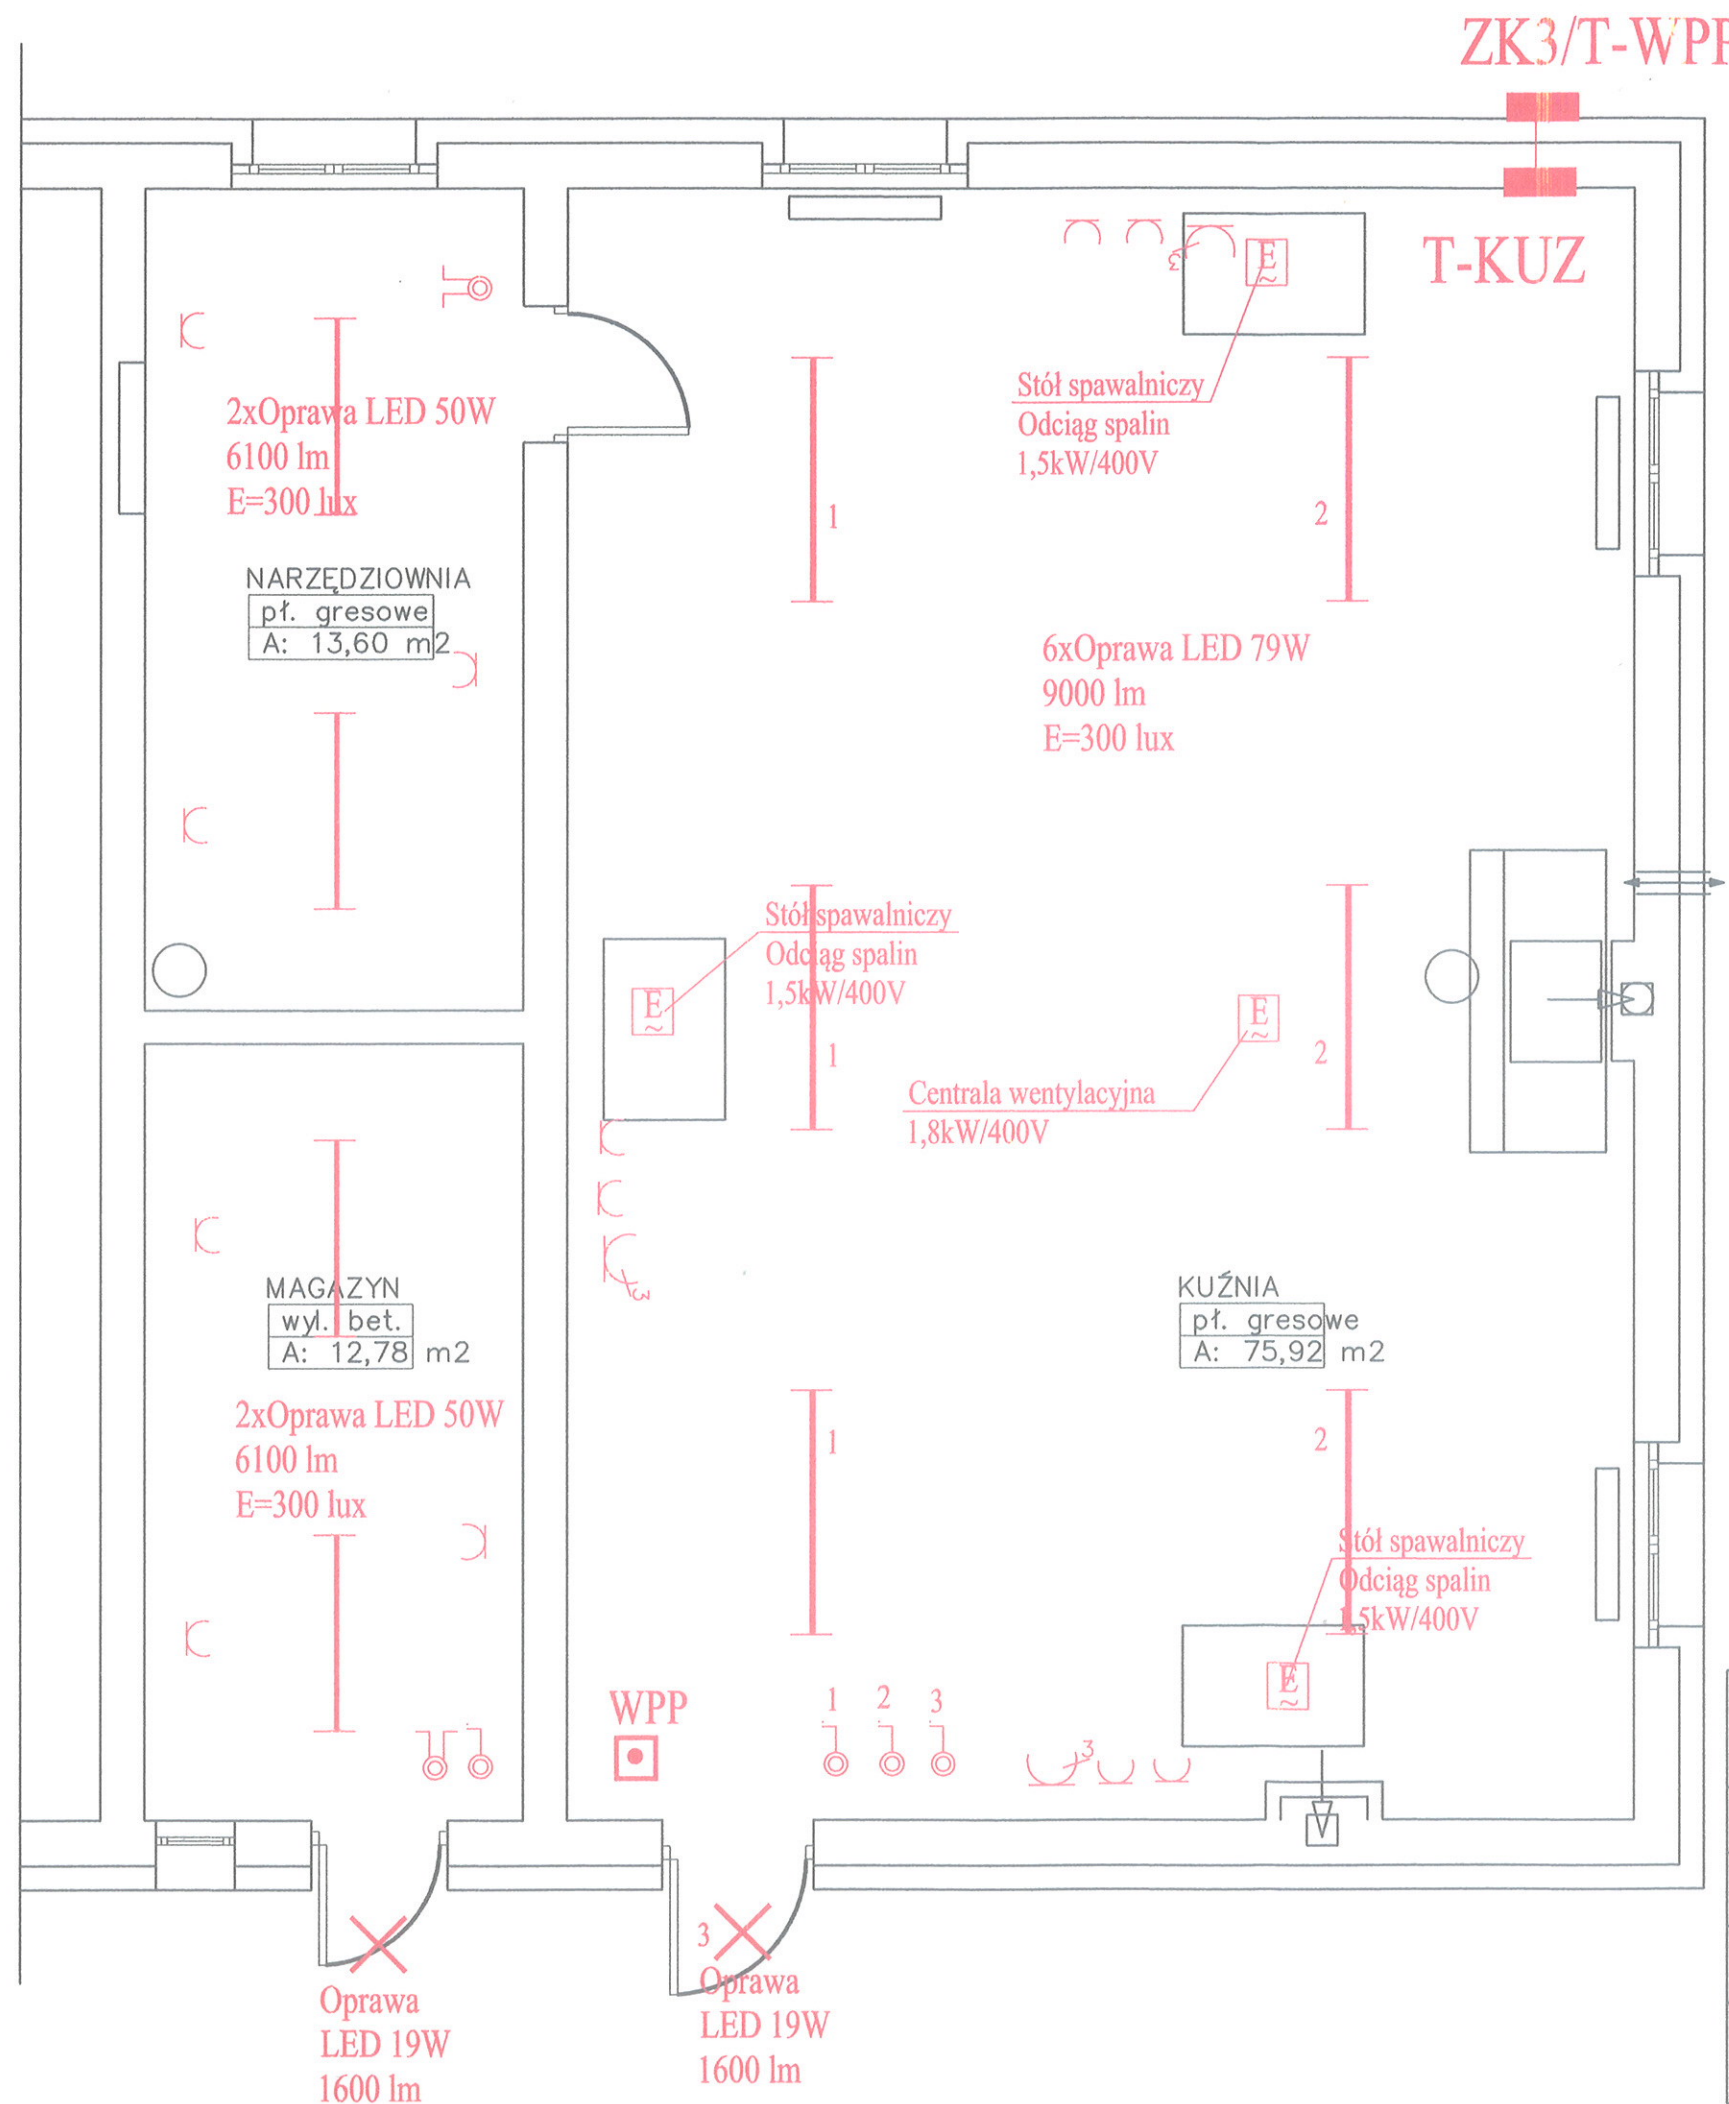 ZK3/T-WPP
T-KUZ
3
E
~
Stół spawalniczy
Odciąg spalin
1,5kW/400V
2xOprawa LED 50W
6100 lm
E=300 lux
1
2
NARZĘDZIOWNIA
pł. gresowe
A: 13,60 m2
6xOprawa LED 79W
9000 lm
E=300 lux
Stół spawalniczy
Odciąg spalin
1,5kW/400V
E
~
E
~
1
2
Centrala wentylacyjna
1,8kW/400V
3
MAGAZYN
wyl. bet.
A: 12,78 m2
KUŹNIA
pł. gresowe
A: 75,92 m2
2xOprawa LED 50W
6100 lm
E=300 lux
1
2
Stół spawalniczy
Odciąg spalin
1,5kW/400V
E
~
WPP
1
2
3
3
3
Oprawa
LED 19W
1600 lm
Oprawa
LED 19W
1600 lm